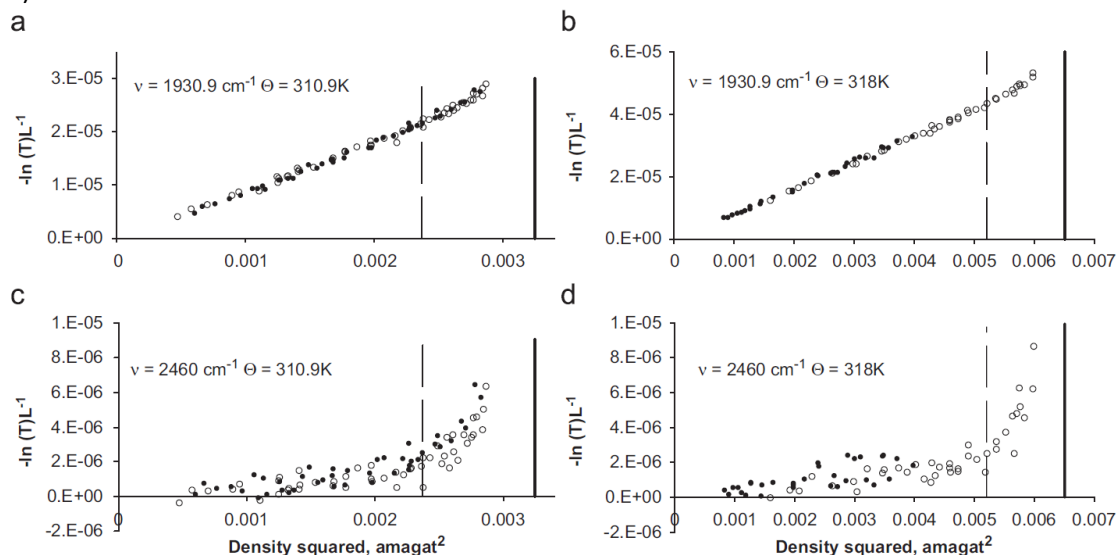 a
3.E-05
2.E-05
1.E-05
0.E+00
-ln (T)L-1
ν = 1930.9 cm-1 Θ = 310.9K
0 0.001 0.002 0.003
b
6.E-05
4.E-05
2.E-05
0.E+00
-ln (T)L-1
ν = 1930.9 cm-1 Θ = 318K
0 0.001 0.002 0.003 0.004 0.005 0.006 0.007
c
1.E-05
8.E-06
6.E-06
4.E-06
2.E-06
0.E+00
-2.E-06
-ln (T)L-1
ν = 2460 cm-1 Θ = 310.9K
0 0.001 0.002 0.003
Density squared, amagat2
d
1.E-05
8.E-06
6.E-06
4.E-06
2.E-06
0.E+00
-2.E-06
-ln (T)L-1
ν = 2460 cm-1 Θ = 318K
0 0.001 0.002 0.003 0.004 0.005 0.006 0.007
Density squared, amagat2